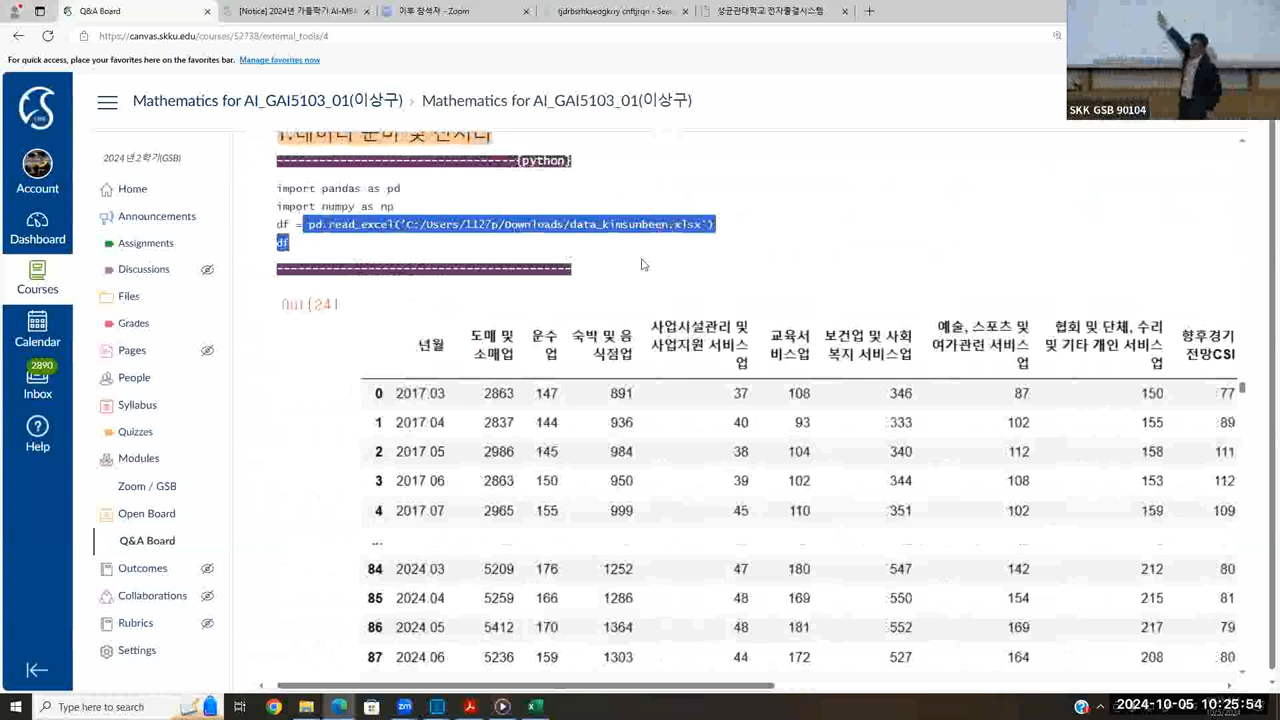 Q&A Board
[Notice] 2024년 가을학기 AI-MBA
이후 참석자 - Zoom
tjdrbsrhkseogkury cnftjrqn - Sear
성균관대학교 전자출결시스템
https://canvas.skku.edu/courses/52738/external_tools/4
For quick access, place your favorites here on the favorites bar. Manage favorites now
SKK GSB 90104
Mathematics for AI_GAI5103_01(이상구) › Mathematics for AI_GAI5103_01(이상구)
Account
Dashboard
Courses
Calendar
2890
Inbox
Help
2024년 2학기(GSB)
Home
Announcements
Assignments
Discussions
Files
Grades
Pages
People
Syllabus
Quizzes
Modules
Zoom / GSB
Open Board
Q&A Board
Outcomes
Collaborations
Rubrics
Settings
1.데이터 준비 및 전처리
{python}
import pandas as pd
import numpy as np
df = pd.read_excel('C:/Users/1127p/Downloads/data_kimsunbeen.xlsx')
df
Out[24]
년월 도매 및 소매업 운수업 숙박 및 음식점업 사업시설관리 및 사업지원 서비스업 교육서비스업 보건업 및 사회복지 서비스업 예술, 스포츠 및 여가관련 서비스업 협회 및 단체, 수리 및 기타 개인 서비스업 향후경기전망CSI
0 2017.03 2863 147 891 37 108 346 87 150 77
1 2017.04 2837 144 936 40 93 333 102 155 89
2 2017.05 2986 145 984 38 104 340 112 158 111
3 2017.06 2863 150 950 39 102 344 108 153 112
4 2017.07 2965 155 999 45 110 351 102 159 109
84 2024.03 5209 176 1252 47 180 547 142 212 80
85 2024.04 5259 166 1286 48 169 550 154 215 81
86 2024.05 5412 170 1364 48 181 552 169 217 79
87 2024.06 5236 159 1303 44 172 527 164 208 80
Type here to search
2024-10-05 10:25:54